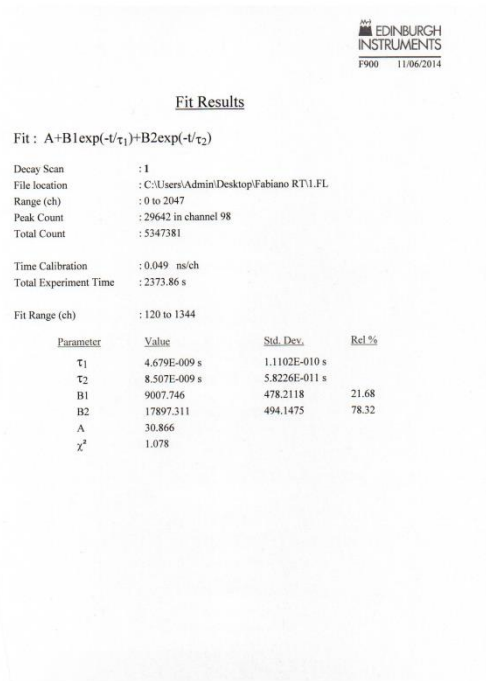 EDINBURGH
INSTRUMENTS
F900 11/06/2014
Fit Results
Fit : A+B1exp(-t/τ1)+B2exp(-t/τ2)
Decay Scan : 1
File location : C:\Users\Admin\Desktop\Fabiano RT\1.FL
Range (ch) : 0 to 2047
Peak Count : 29642 in channel 98
Total Count : 5347381
Time Calibration : 0.049 ns/ch
Total Experiment Time : 2373.86 s
Fit Range (ch) : 120 to 1344
Parameter Value Std. Dev. Rel %
τ1 4.679E-009 s 1.1102E-010 s
τ2 8.507E-009 s 5.8226E-011 s
B1 9007.746 478.2118 21.68
B2 17897.311 494.1475 78.32
A 30.866
χ² 1.078